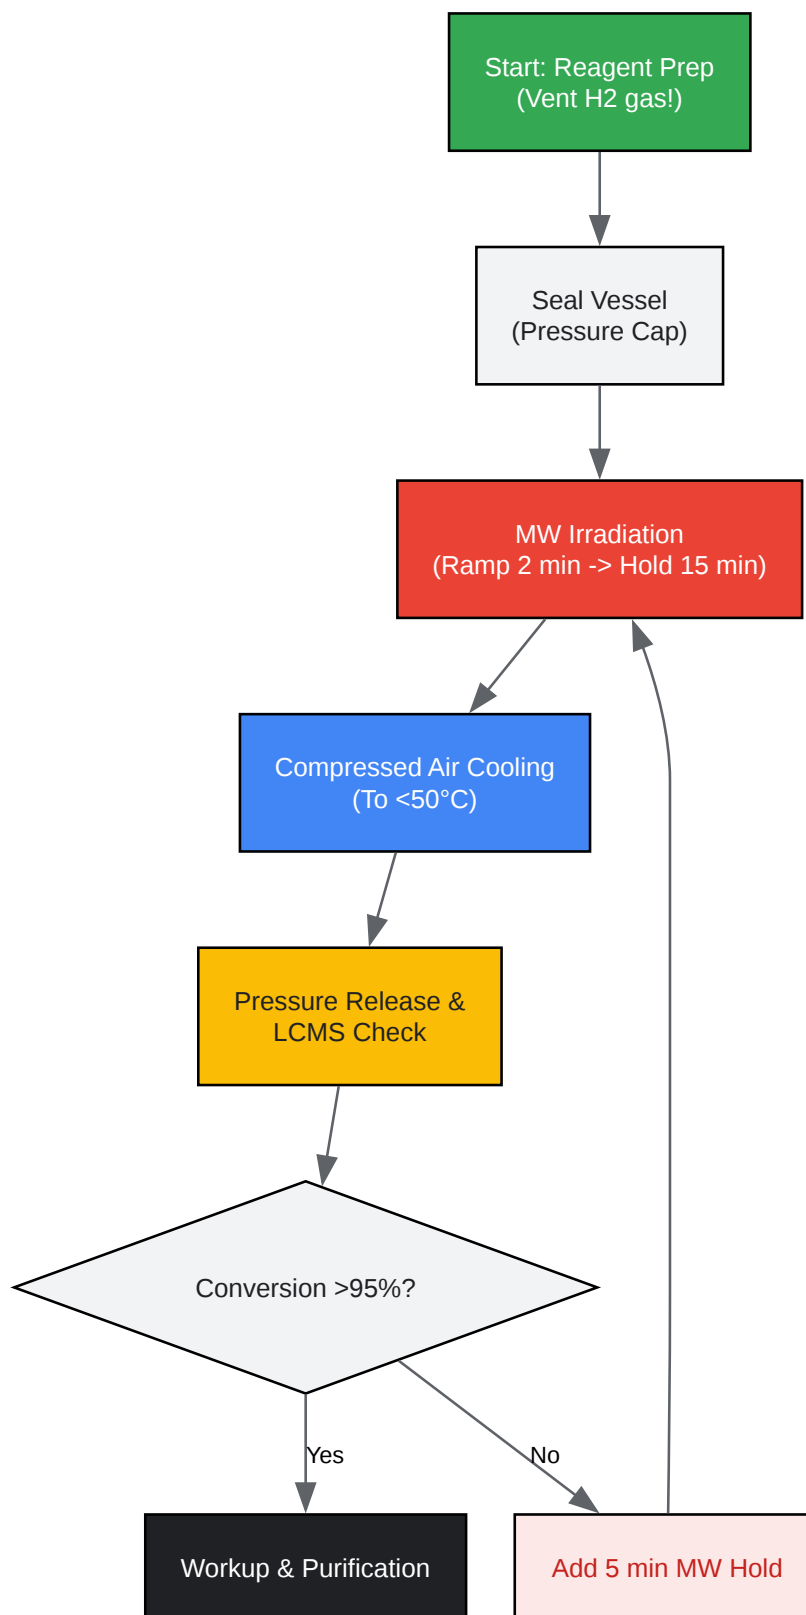 Start: Reagent Prep
(Vent H2 gas!)
Seal Vessel
(Pressure Cap)
MW Irradiation
(Ramp 2 min -> Hold 15 min)
Compressed Air Cooling
(To <50°C)
Pressure Release &
LCMS Check
Conversion >95%?
Yes
No
Workup & Purification
Add 5 min MW Hold